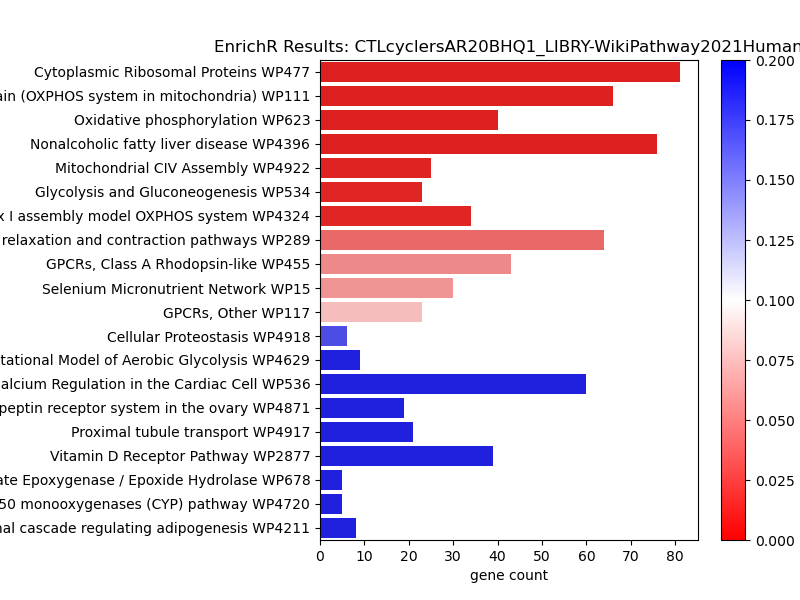 EnrichR Results: CTLcyclersAR20BHQ1_LIBRY-WikiPathway2021Human
Cytoplasmic Ribosomal Proteins WP477
(OXPHOS system in mitochondria) WP111
Oxidative phosphorylation WP623
Nonalcoholic fatty liver disease WP4396
Mitochondrial CIV Assembly WP4922
Glycolysis and Gluconeogenesis WP534
I assembly model OXPHOS system WP4324
relaxation and contraction pathways WP289
GPCRs, Class A Rhodopsin-like WP455
Selenium Micronutrient Network WP15
GPCRs, Other WP117
Cellular Proteostasis WP4918
Model of Aerobic Glycolysis WP4629
Regulation in the Cardiac Cell WP536
receptor system in the ovary WP4871
Proximal tubule transport WP4917
Vitamin D Receptor Pathway WP2877
Epoxygenase / Epoxide Hydrolase WP678
monooxygenases (CYP) pathway WP4720
cascade regulating adipogenesis WP4211
0 10 20 30 40 50 60 70 80
gene count
0.200
0.175
0.150
0.125
0.100
0.075
0.050
0.025
0.000